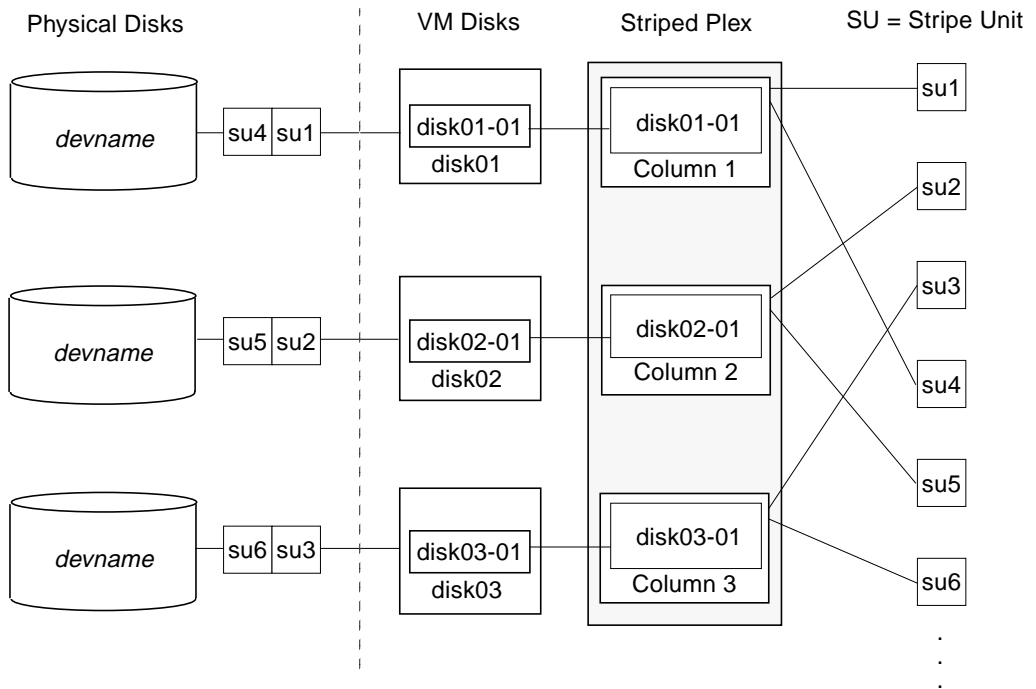 Physical Disks
VM Disks
Striped Plex
SU = Stripe Unit
devname
su4 su1
disk01-01
disk01
disk01-01
Column 1
su1
su2
devname
su5 su2
disk02-01
disk02
disk02-01
Column 2
su3
su4
devname
su6 su3
disk03-01
disk03
disk03-01
Column 3
su5
su6
.
.
.